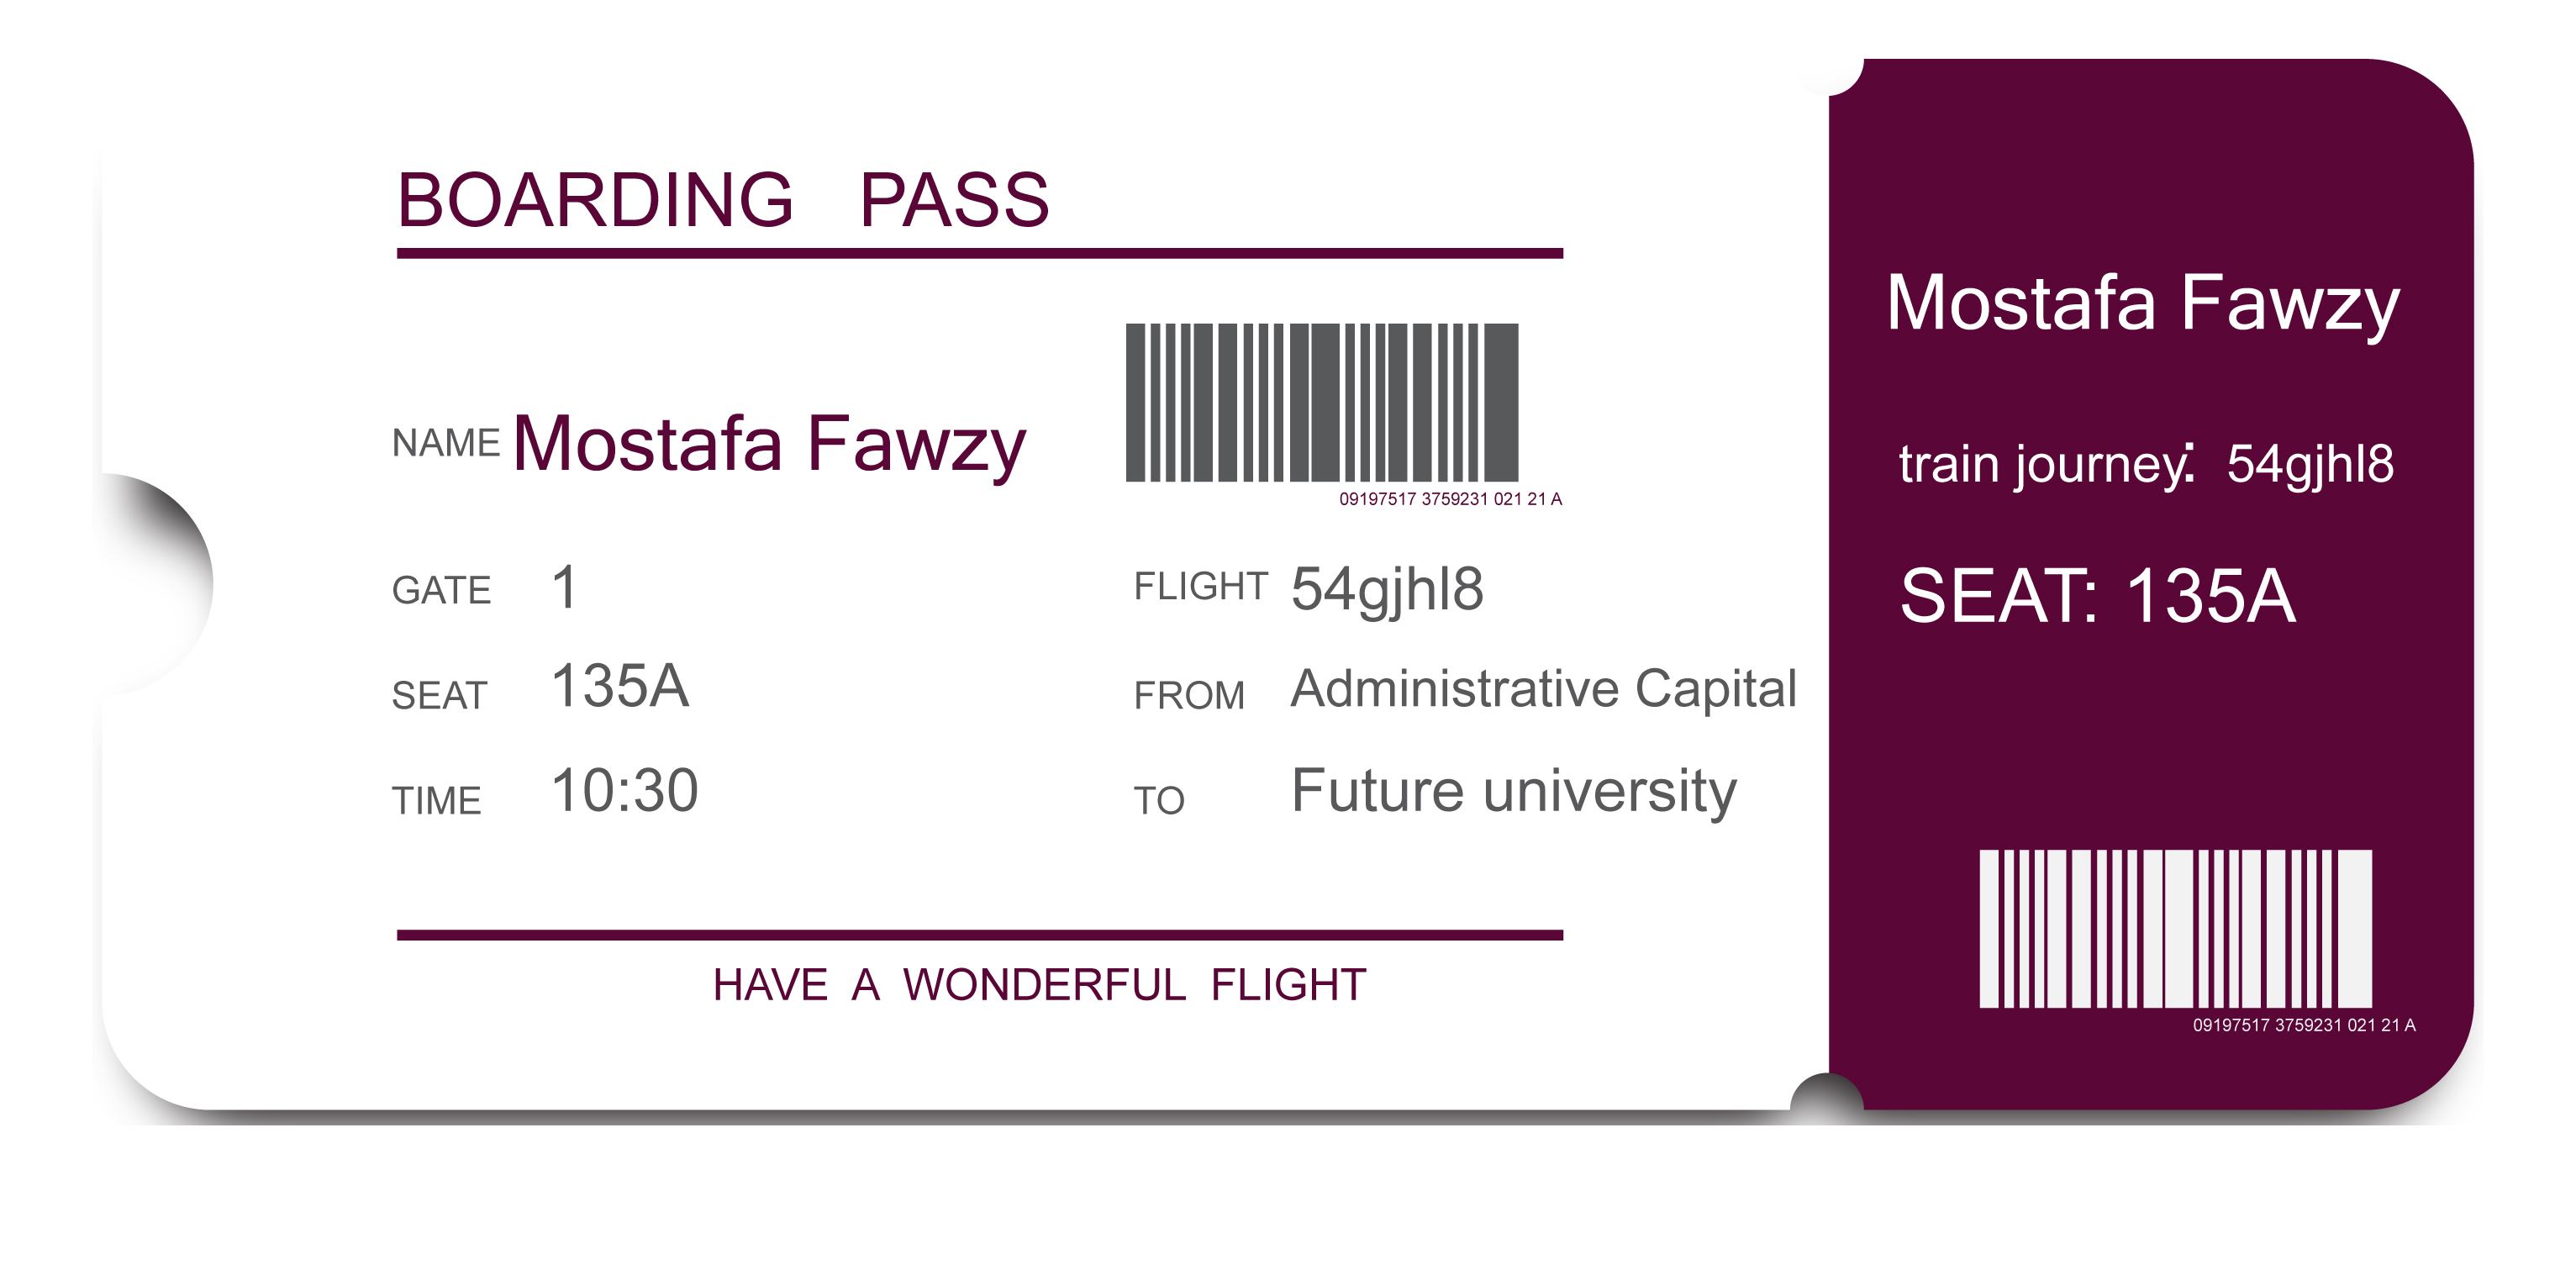 BOARDING PASS
NAME Mostafa Fawzy
09197517 3759231 021 21 A
GATE 1
FLIGHT 54gjhl8
SEAT 135A
FROM Administrative Capital
TIME 10:30
TO Future university
HAVE A WONDERFUL FLIGHT
Mostafa Fawzy
train journey: 54gjhl8
SEAT: 135A
09197517 3759231 021 21 A